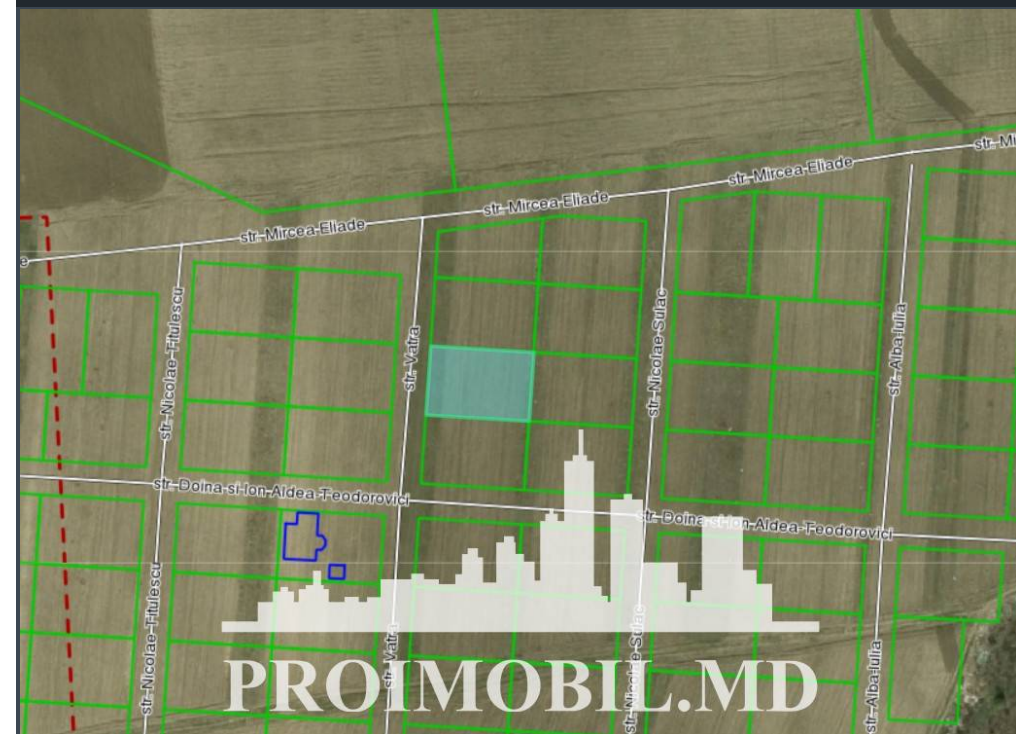 str. Mi
str. Mircea Eliade
str. Mircea Eliade
str. Mircea Eliade
e
str. Nicolae Titulescu
str. Vatra
str. Nicolae Sulac
str. Alba-Iulia
str. Doina-si-Ion-Aldea-Teodorovici
str. Doina-si-Ion-Aldea-Teodorovici
str. Nicolae Titulescu
str. Vatra
str. Nicolae Sulac
str. Alba-Iulia
PROIMOBIL.MD